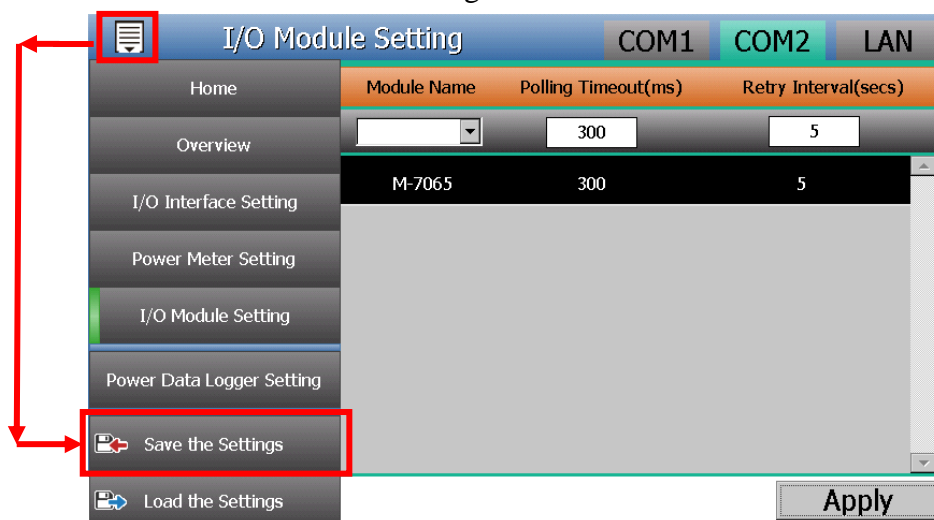 I/O Module Setting COM1 COM2 LAN
Home
Overview
I/O Interface Setting
Power Meter Setting
I/O Module Setting
Power Data Logger Setting
Save the Settings
Load the Settings
Module Name Polling Timeout(ms) Retry Interval(secs)
300 5
M-7065 300 5
Apply